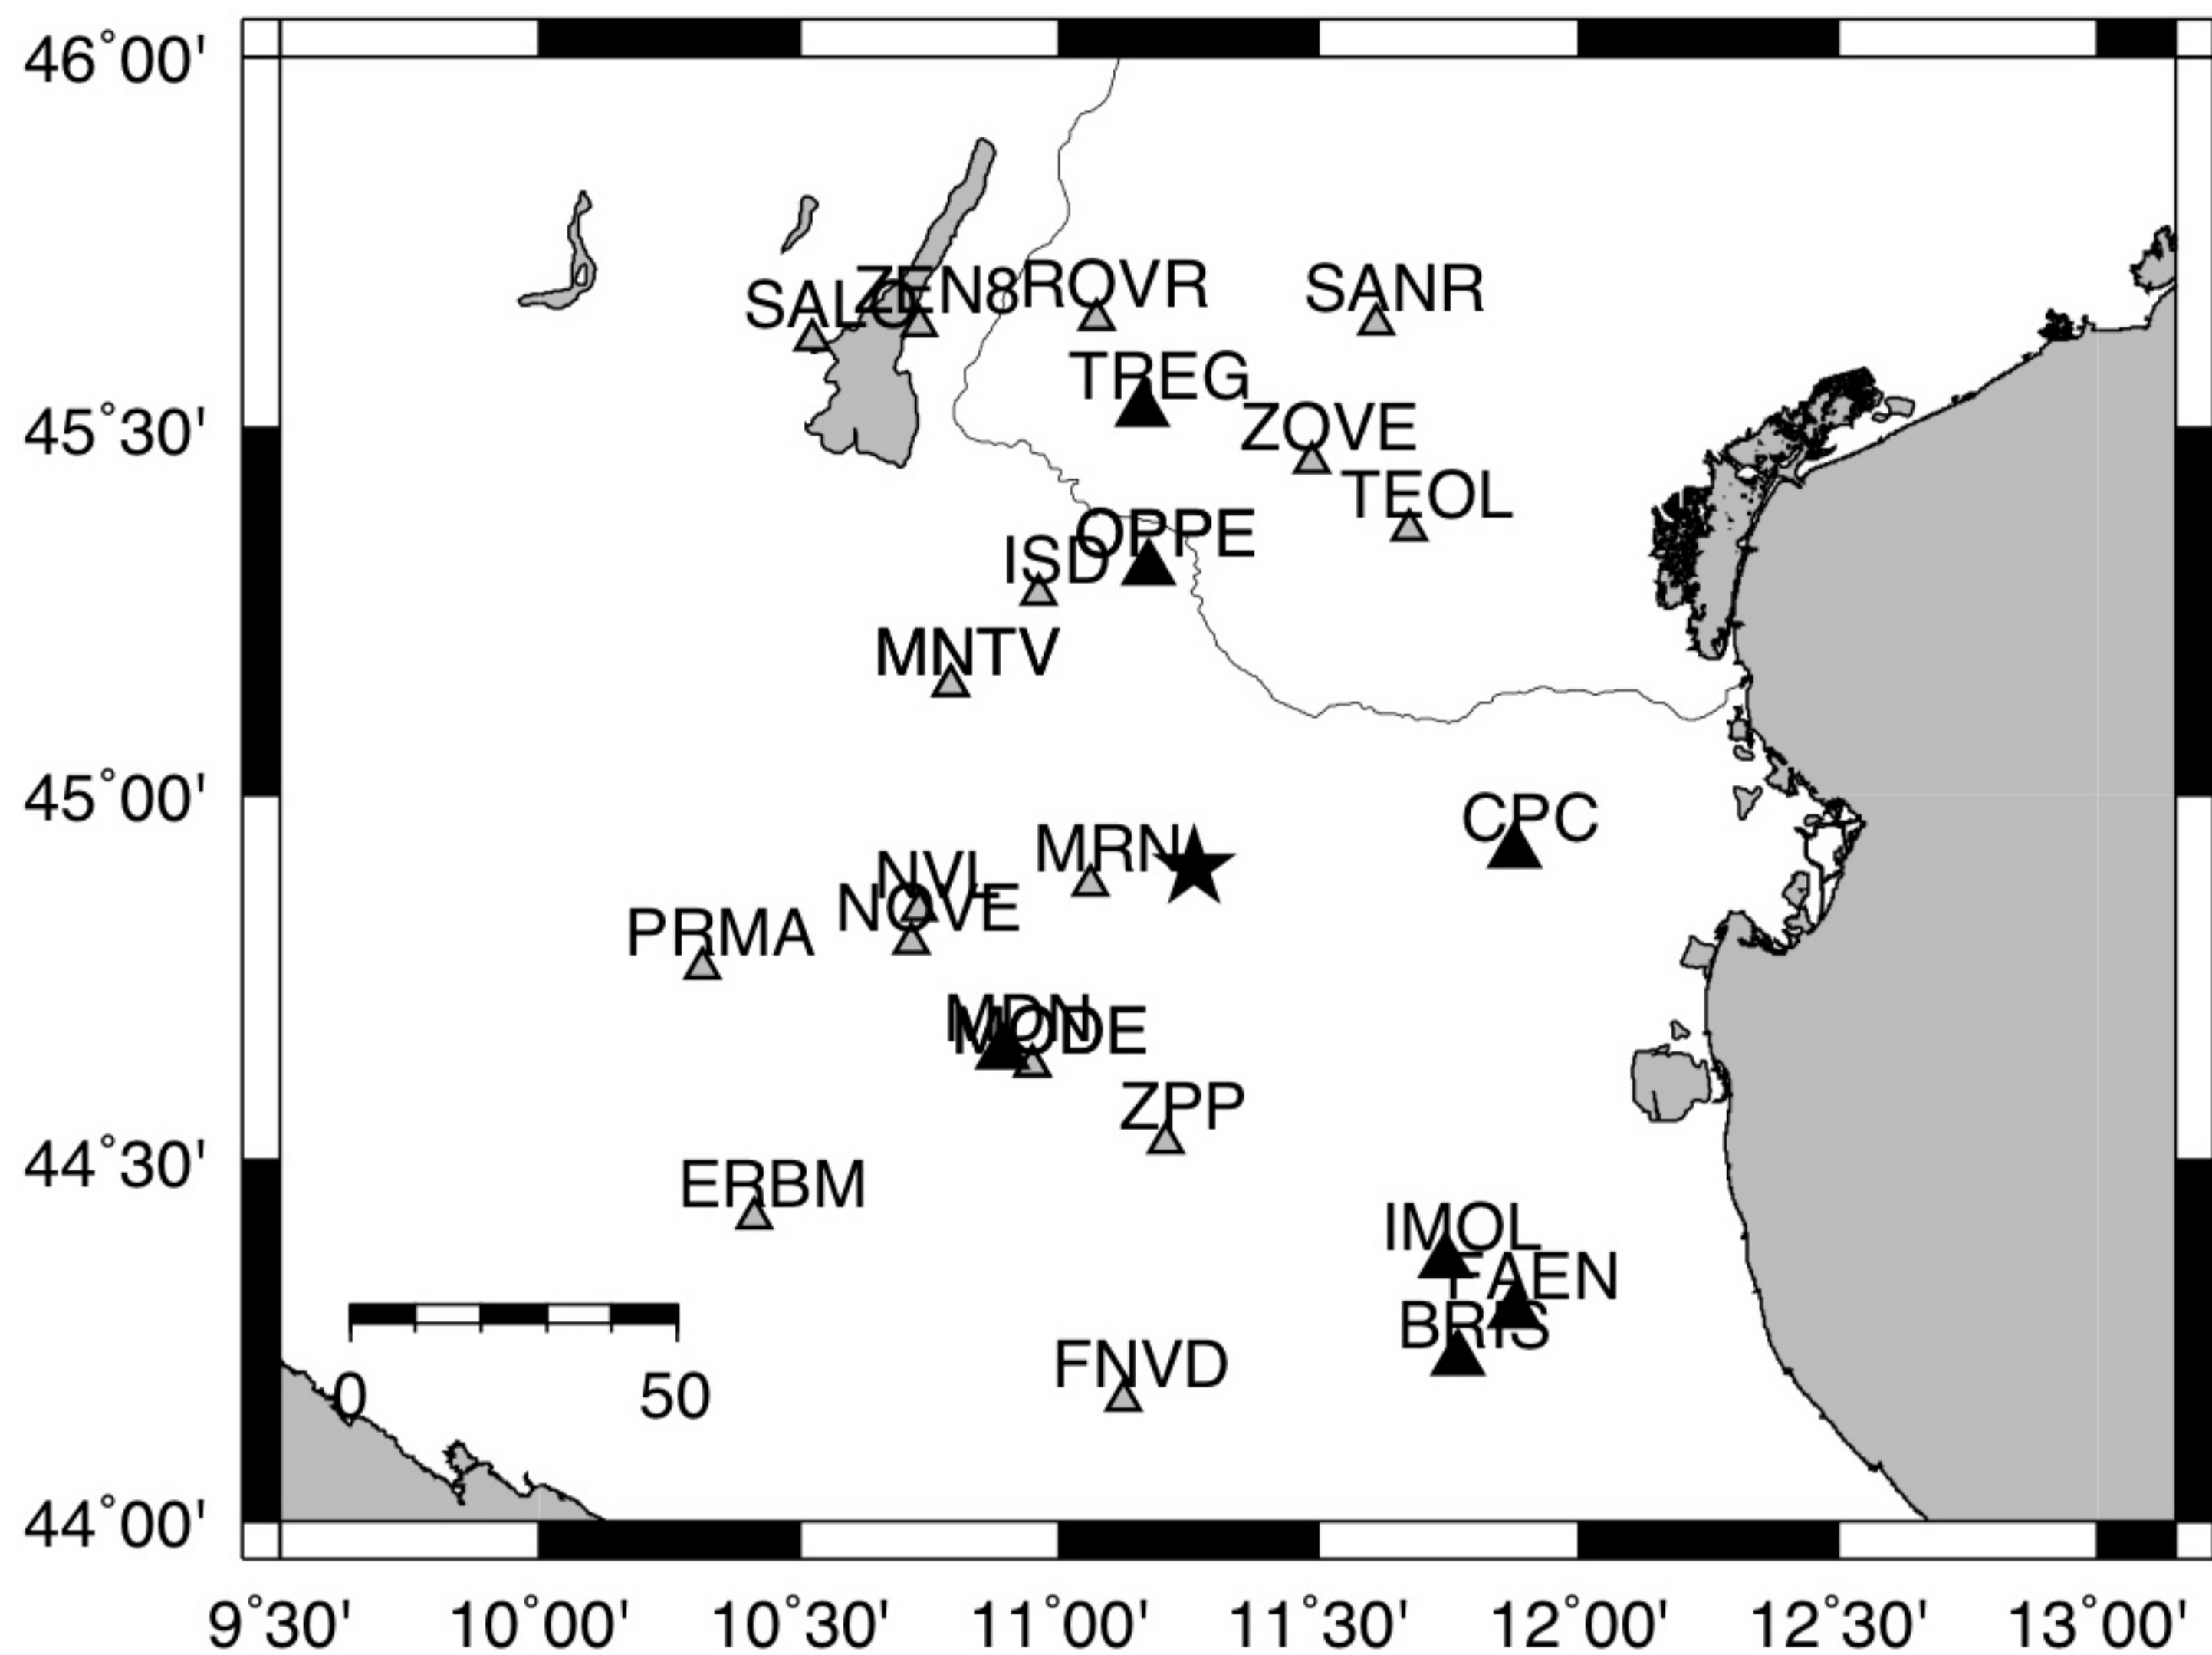 46°00'
ZEN8
ROVR
SANR
SALO
TREG
45°30'
ZOVE
TEOL
OPPE
ISD
MNTV
45°00'
CPC
MRN
NVL
NOVE
PRMA
MDN
MODE
ZPP
44°30'
ERBM
IMOL
FAEN
BRIS
FNVD
0 50
44°00'
9°30' 10°00' 10°30' 11°00' 11°30' 12°00' 12°30' 13°00'